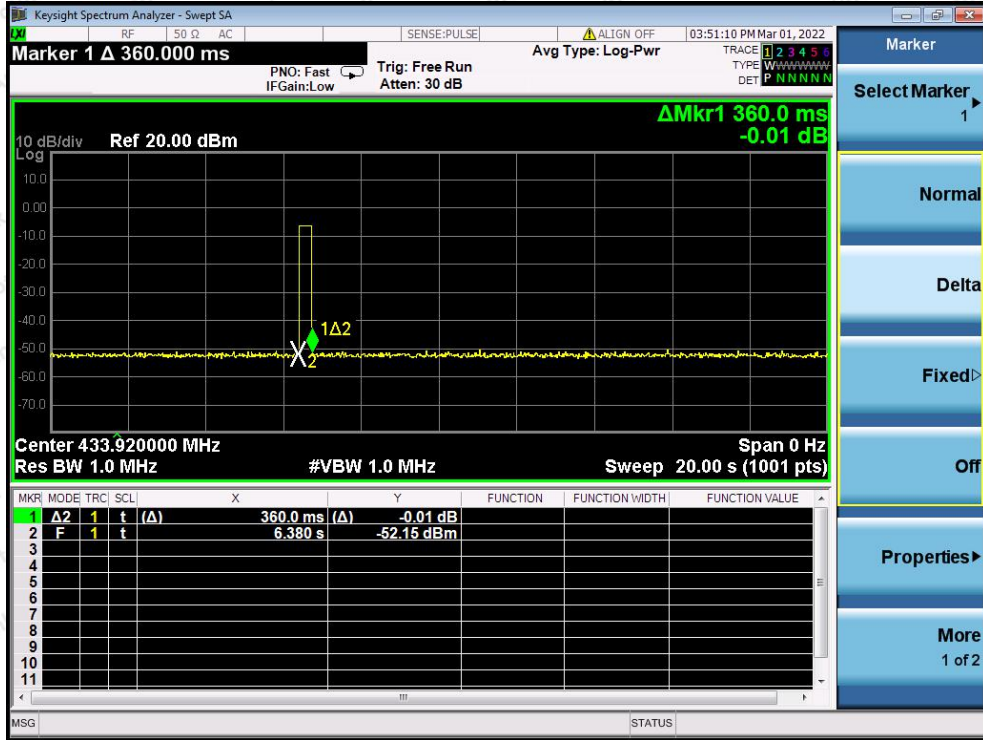 Keysight Spectrum Analyzer - Swept SA
LXI RF 50 Ω AC SENSE:PULSE ALIGN OFF 03:51:10 PM Mar 01, 2022
Marker 1 Δ 360.000 ms
PNO: Fast
IFGain:Low
Trig: Free Run
Atten: 30 dB
Avg Type: Log-Pwr
TRACE 1 2 3 4 5 6
TYPE WWWWWW
DET P N N N N N
ΔMkr1 360.0 ms
-0.01 dB
10 dB/div Ref 20.00 dBm
Log
10.0
0.00
-10.0
-20.0
-30.0
-40.0
-50.0
-60.0
-70.0
1Δ2
2
Center 433.920000 MHz Span 0 Hz
Res BW 1.0 MHz #VBW 1.0 MHz Sweep 20.00 s (1001 pts)
MKR MODE TRC SCL X Y FUNCTION FUNCTION WIDTH FUNCTION VALUE
1 Δ2 1 t (Δ) 360.0 ms (Δ) -0.01 dB
2 F 1 t 6.380 s -52.15 dBm
3
4
5
6
7
8
9
10
11
MSG STATUS
Marker
Select Marker
1
Normal
Delta
Fixed
Off
Properties
More
1 of 2